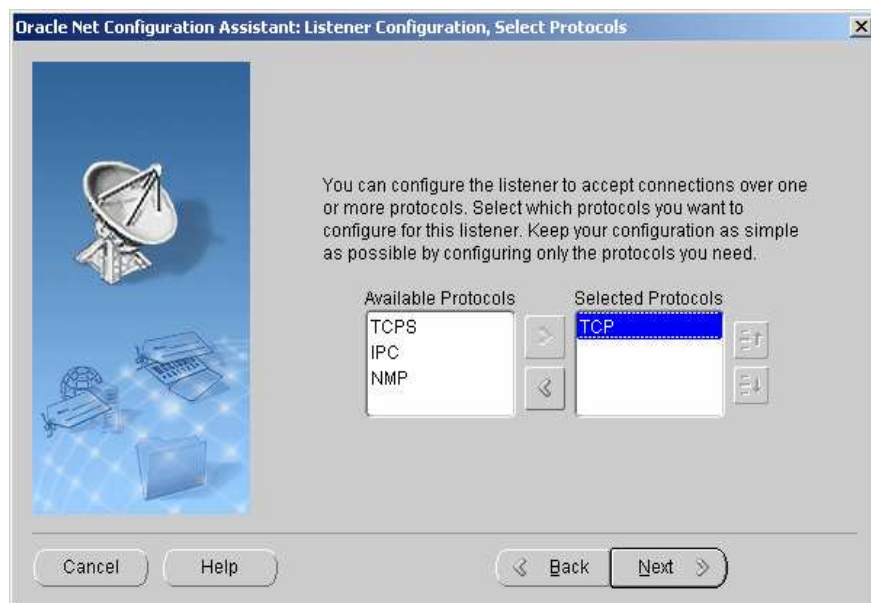 Oracle Net Configuration Assistant: Listener Configuration, Select Protocols
You can configure the listener to accept connections over one
or more protocols. Select which protocols you want to
configure for this listener. Keep your configuration as simple
as possible by configuring only the protocols you need.
Available Protocols
TCPS
IPC
NMP
Selected Protocols
TCP
Cancel
Help
Back
Next